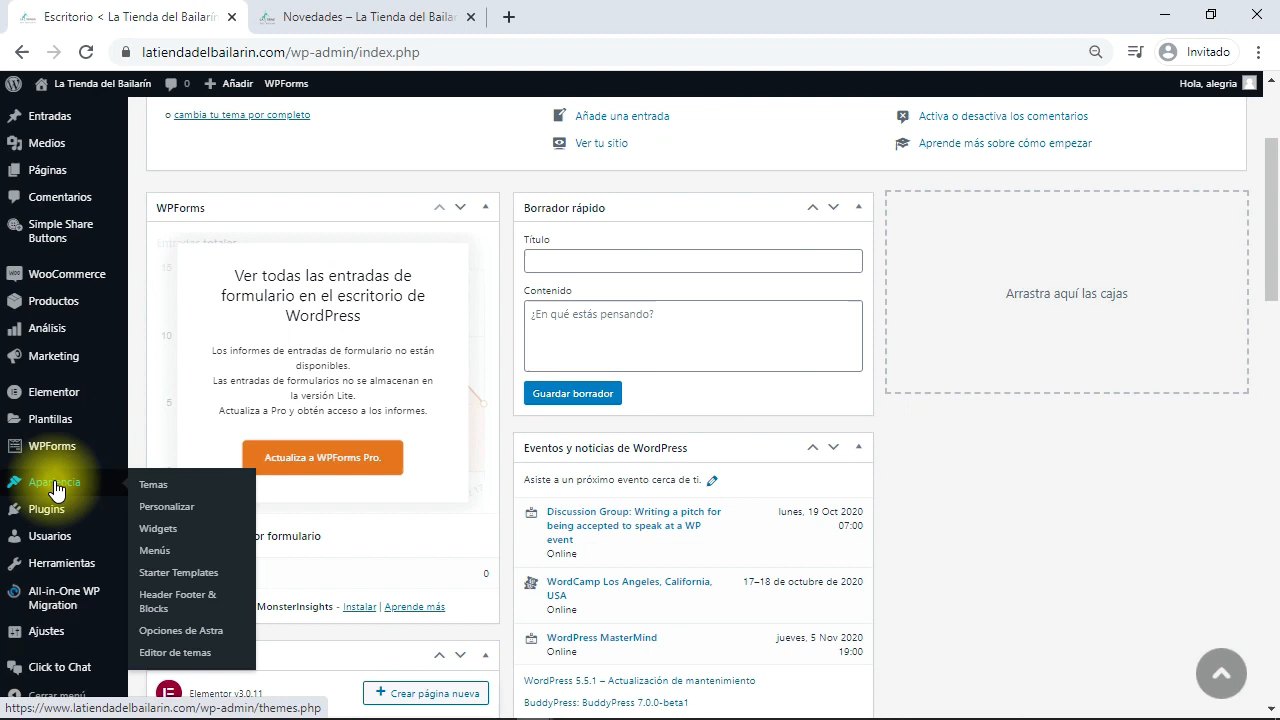 Escritorio < La Tienda del Bailarín
Novedades – La Tienda del Bailar
latiendadelbailarin.com/wp-admin/index.php
Invitado
La Tienda del Bailarín
0
Añadir
WPForms
Hola, alegria
Entradas
Medios
Páginas
Comentarios
Simple Share
Buttons
WooCommerce
Productos
Análisis
Marketing
Elementor
Plantillas
WPForms
Apariencia
Plugins
Usuarios
Herramientas
All-in-One WP
Migration
Ajustes
Click to Chat
Cerrar menú
Temas
Personalizar
Widgets
Menús
Starter Templates
Header Footer &
Blocks
Opciones de Astra
Editor de temas
o cambia tu tema por completo
Añade una entrada
Ver tu sitio
Activa o desactiva los comentarios
Aprende más sobre cómo empezar
WPForms
Entradas totales
15
10
5
Ver todas las entradas de
formulario en el escritorio de
WordPress
Los informes de entradas de formulario no están
disponibles.
Las entradas de formularios no se almacenan en
la versión Lite.
Actualiza a Pro y obtén acceso a los informes.
Actualiza a WPForms Pro.
or formulario
0
MonsterInsights - Instalar | Aprende más
Elementor v3.0.11
+ Crear página nueva
Borrador rápido
Título
Contenido
¿En qué estás pensando?
Guardar borrador
Eventos y noticias de WordPress
Asiste a un próximo evento cerca de ti.
Discussion Group: Writing a pitch for
being accepted to speak at a WP
event
Online
lunes, 19 Oct 2020
07:00
WordCamp Los Angeles, California,
USA
Online
17–18 de octubre de 2020
WordPress MasterMind
Online
jueves, 5 Nov 2020
19:00
WordPress 5.5.1 – Actualización de mantenimiento
BuddyPress: BuddyPress 7.0.0-beta1
Arrastra aquí las cajas
https://www.latiendadelbailarin.com/wp-admin/themes.php